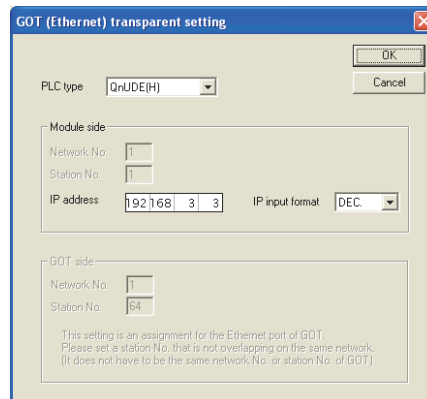 GOT (Ethernet) transparent setting
OK
PLC type QnUDE(H) Cancel
Module side
Network No. 1
Station No. 1
IP address 192 168 3 3 IP input format DEC.
GOT side
Network No. 1
Station No. 64
This setting is an assignment for the Ethernet port of GOT,
Please set a station No. that is not overlapping on the same network.
(It does not have to be the same network No. or station No. of GOT)